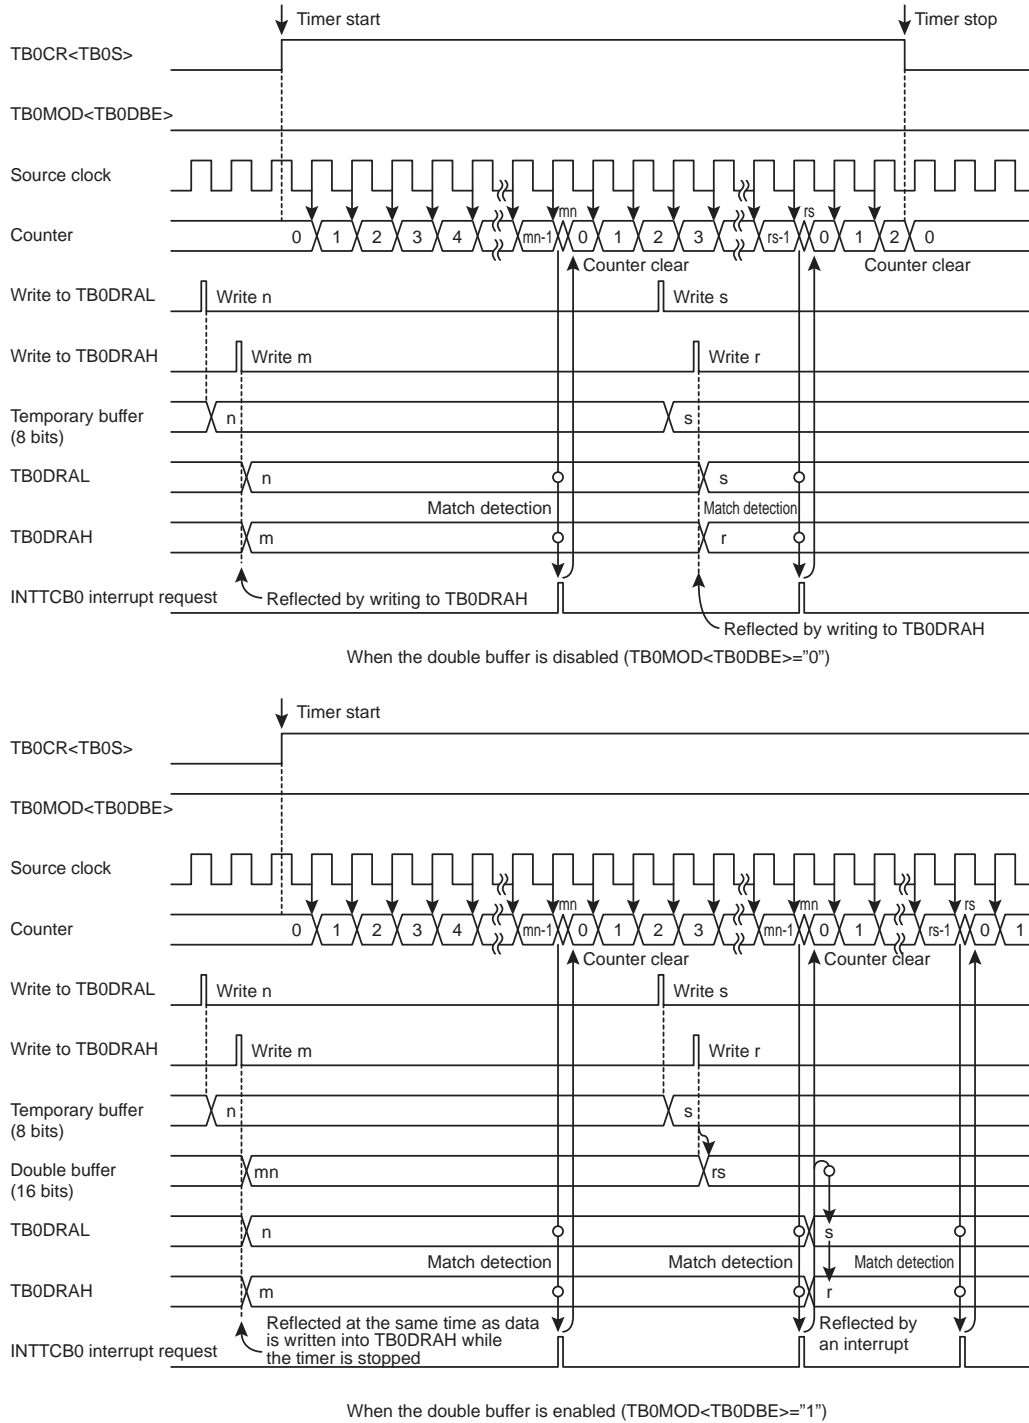 Timer start Timer stop
TB0CR<TB0S>
TB0MOD<TB0DBE>
Source clock
mn rs
Counter 0 1 2 3 4 mn-1 0 1 2 3 rs-1 0 1 2 0
Counter clear Counter clear
Write to TB0DRAL Write n Write s
Write to TB0DRAH Write m Write r
Temporary buffer
(8 bits) n s
TB0DRAL n s
Match detection Match detection
TB0DRAH m r
INTTCB0 interrupt request Reflected by writing to TB0DRAH
Reflected by writing to TB0DRAH
When the double buffer is disabled (TB0MOD<TB0DBE>="0")
Timer start
TB0CR<TB0S>
TB0MOD<TB0DBE>
Source clock
mn mn rs
Counter 0 1 2 3 4 mn-1 0 1 2 3 mn-1 0 1 rs-1 0 1
Counter clear Counter clear
Write to TB0DRAL Write n Write s
Write to TB0DRAH Write m Write r
Temporary buffer
(8 bits) n s
Double buffer
(16 bits) mn rs
TB0DRAL n s
Match detection Match detection Match detection
TB0DRAH m r
Reflected at the same time as data
is written into TB0DRAH while
the timer is stopped
Reflected by
an interrupt
INTTCB0 interrupt request
When the double buffer is enabled (TB0MOD<TB0DBE>="1")